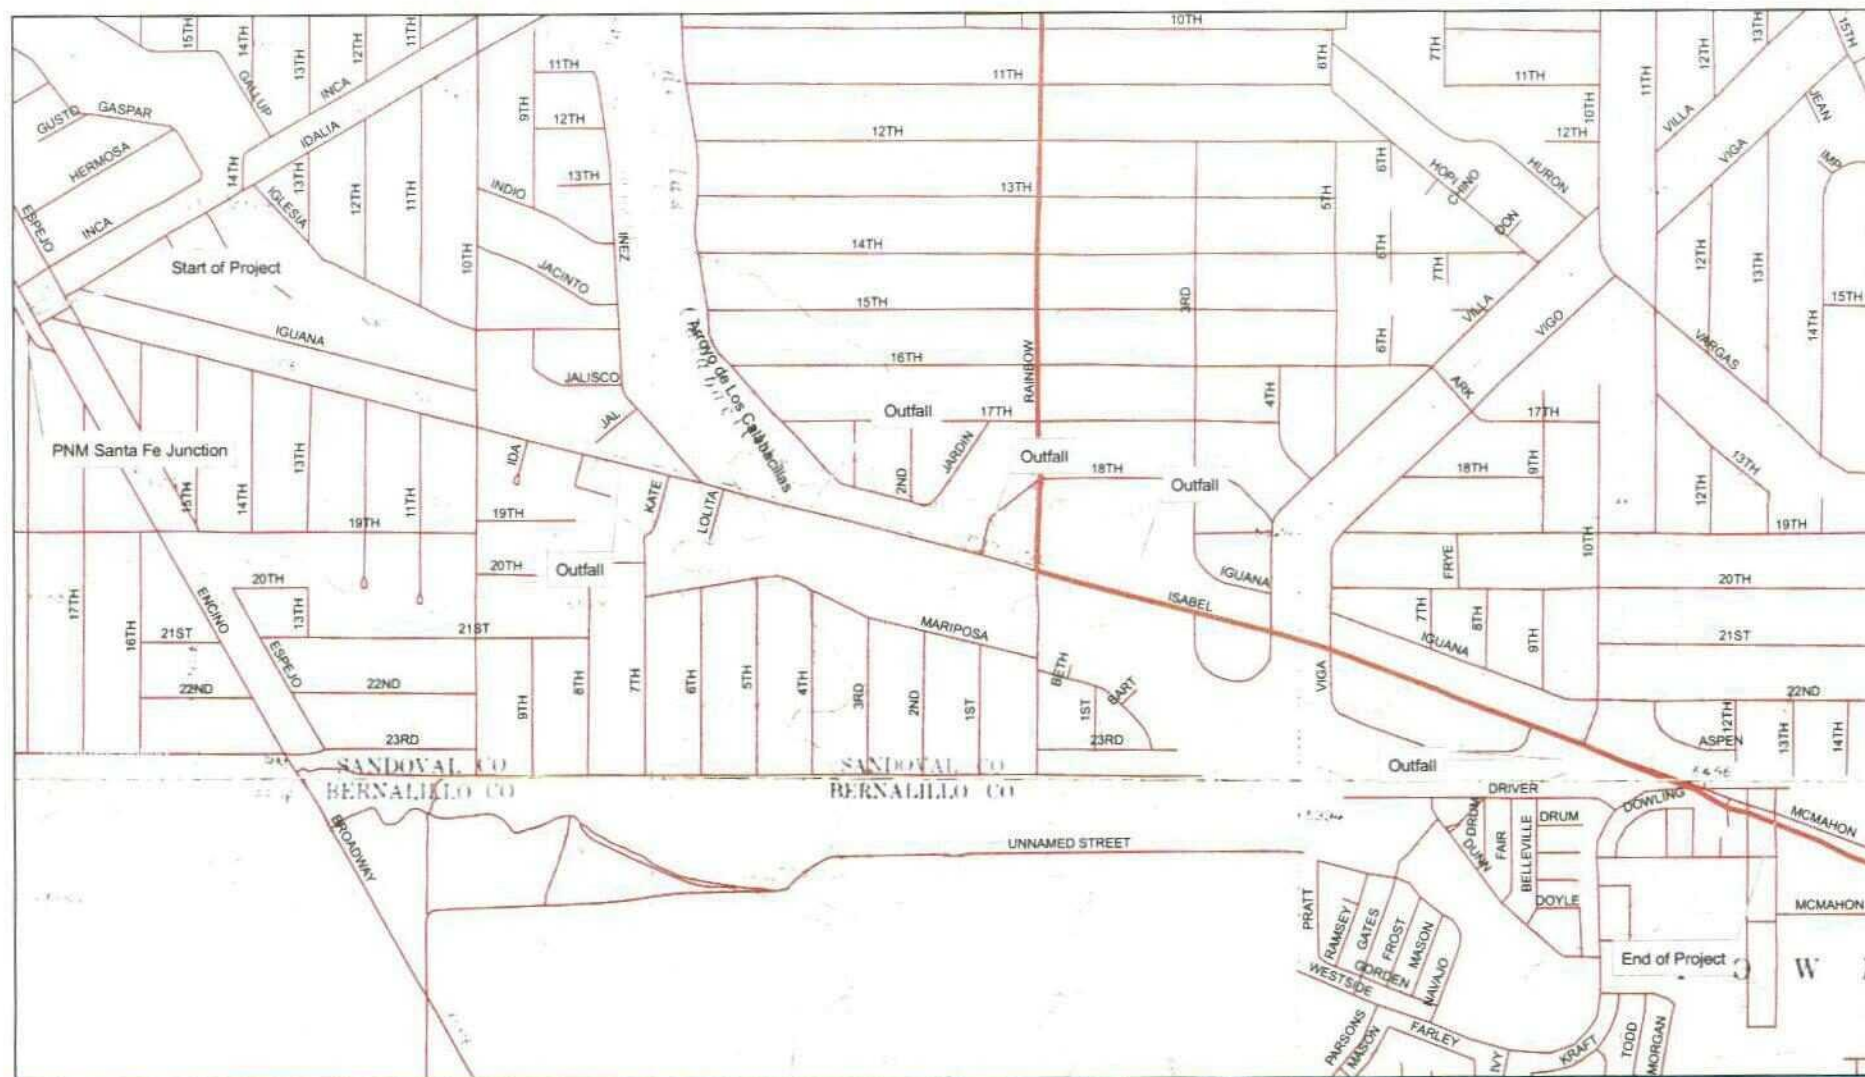 15TH
14TH
13TH
12TH
11TH
10TH
6TH
7TH
11TH
12TH
13TH
15TH
GUSTO
GASPAR
GALLUP
INCA
IDALIA
11TH
9TH
12TH
11TH
11TH
10TH
VILLA
JEAN
HERMOSA
14TH
13TH
12TH
11TH
13TH
INDIO
12TH
13TH
6TH
HOPI
CHINO
HURON
12TH
VIGA
IMP
ESPEJO
INCA
IGLESIA
10TH
INEZ
5TH
DON
Start of Project
JACINTO
14TH
6TH
7TH
12TH
13TH
IGUANA
15TH
3RD
VILLA
VIGO
14TH
15TH
Arroyo de Los Calabacillas
16TH
RAINBOW
6TH
VARGAS
JALISCO
JAL
Outfall
17TH
4TH
ARK
17TH
PNM Santa Fe Junction
13TH
IDA
2ND
JARDIN
Outfall
18TH
Outfall
18TH
9TH
13TH
15TH
14TH
11TH
19TH
19TH
KATE
LOLITA
12TH
19TH
20TH
Outfall
20TH
10TH
FRYE
IGUANA
20TH
17TH
16TH
ENCINO
13TH
ISABEL
7TH
8TH
9TH
IGUANA
21ST
21ST
21ST
MARIPOSA
ESPEJO
22ND
22ND
9TH
8TH
7TH
6TH
5TH
4TH
3RD
2ND
1ST
BETH
BART
1ST
VIGA
22ND
12TH
13TH
14TH
23RD
23RD
ASPEN
SANDOVAL CO
SANDOVAL CO
Outfall
BERNALILLO CO
BERNALILLO CO
DRIVER
DOWLING
MCMAHON
BROADWAY
UNNAMED STREET
DRUM
DUNN
FAIR
BELLEVILLE
DRUM
DOYLE
MCMAHON
PRATT
RAMSEY
GATES
FROST
MASON
GORDEN
NAVAJO
WESTSIDE
End of Project
W
PARSONS
MASON
FARLEY
IVY
KRAFT
TODD
MORGAN